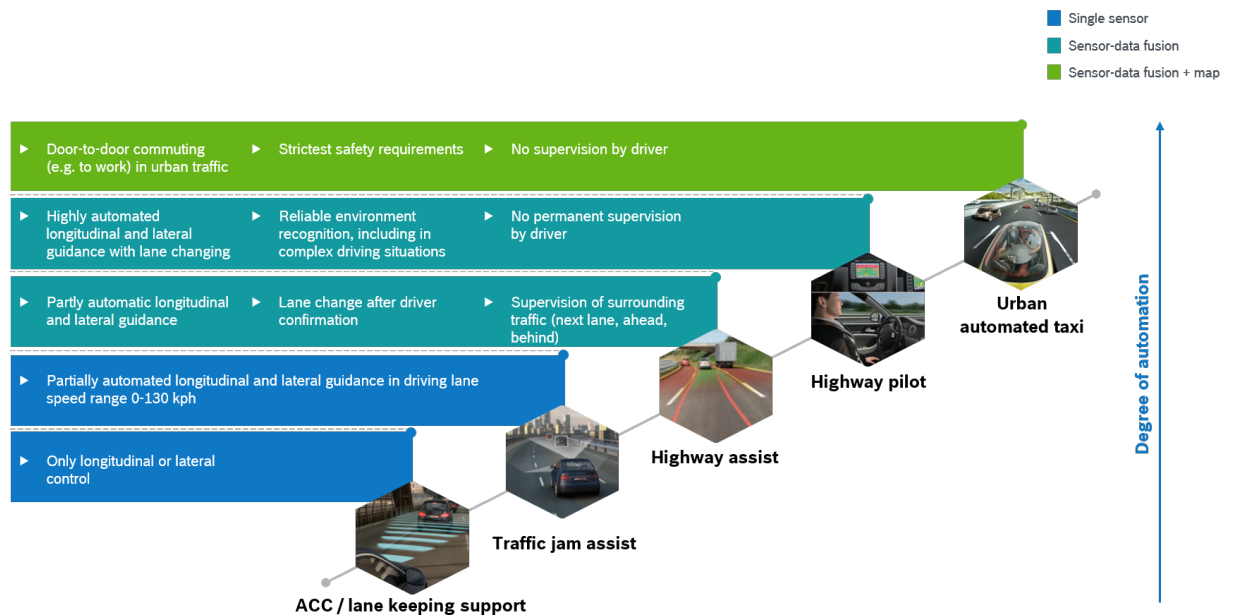 Single sensor
Sensor-data fusion
Sensor-data fusion + map
Door-to-door commuting
(e.g. to work) in urban traffic
Strictest safety requirements
No supervision by driver
Highly automated
longitudinal and lateral
guidance with lane changing
Reliable environment
recognition, including in
complex driving situations
No permanent supervision
by driver
Partly automatic longitudinal
and lateral guidance
Lane change after driver
confirmation
Supervision of surrounding
traffic (next lane, ahead,
behind)
Partially automated longitudinal and lateral guidance in driving lane
speed range 0-130 kph
Only longitudinal or lateral
control
Urban
automated taxi
Highway pilot
Highway assist
Traffic jam assist
ACC / lane keeping support
Degree of automation